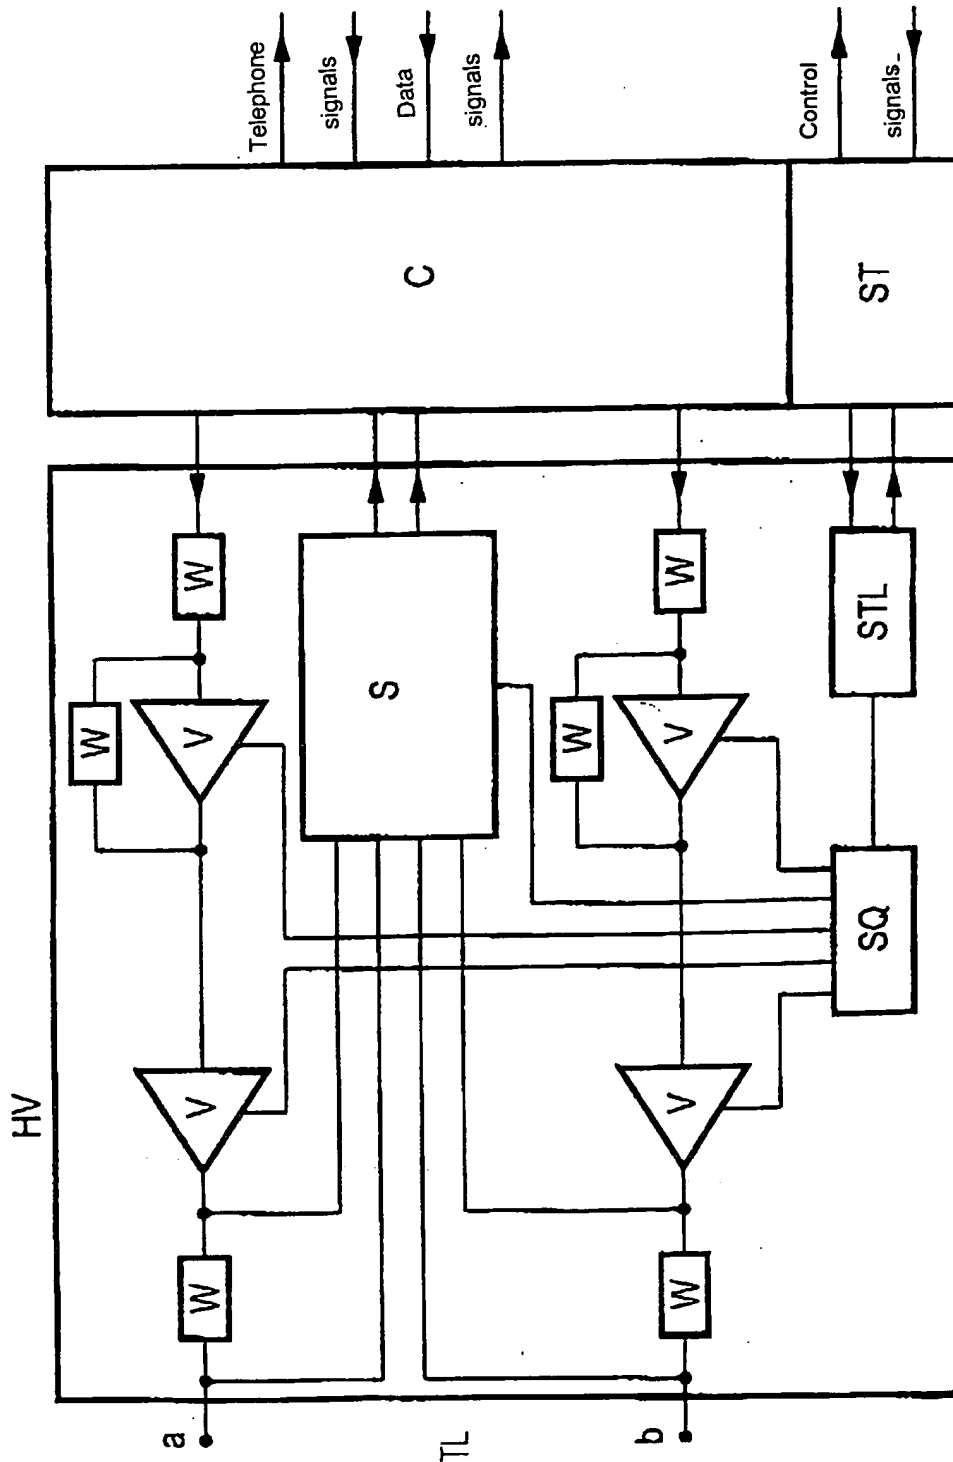 HV
a
TL
b
W
V
V
W
W
S
W
V
V
W
W
SQ
STL
C
ST
Telephone
signals
Data
signals
Control
signals